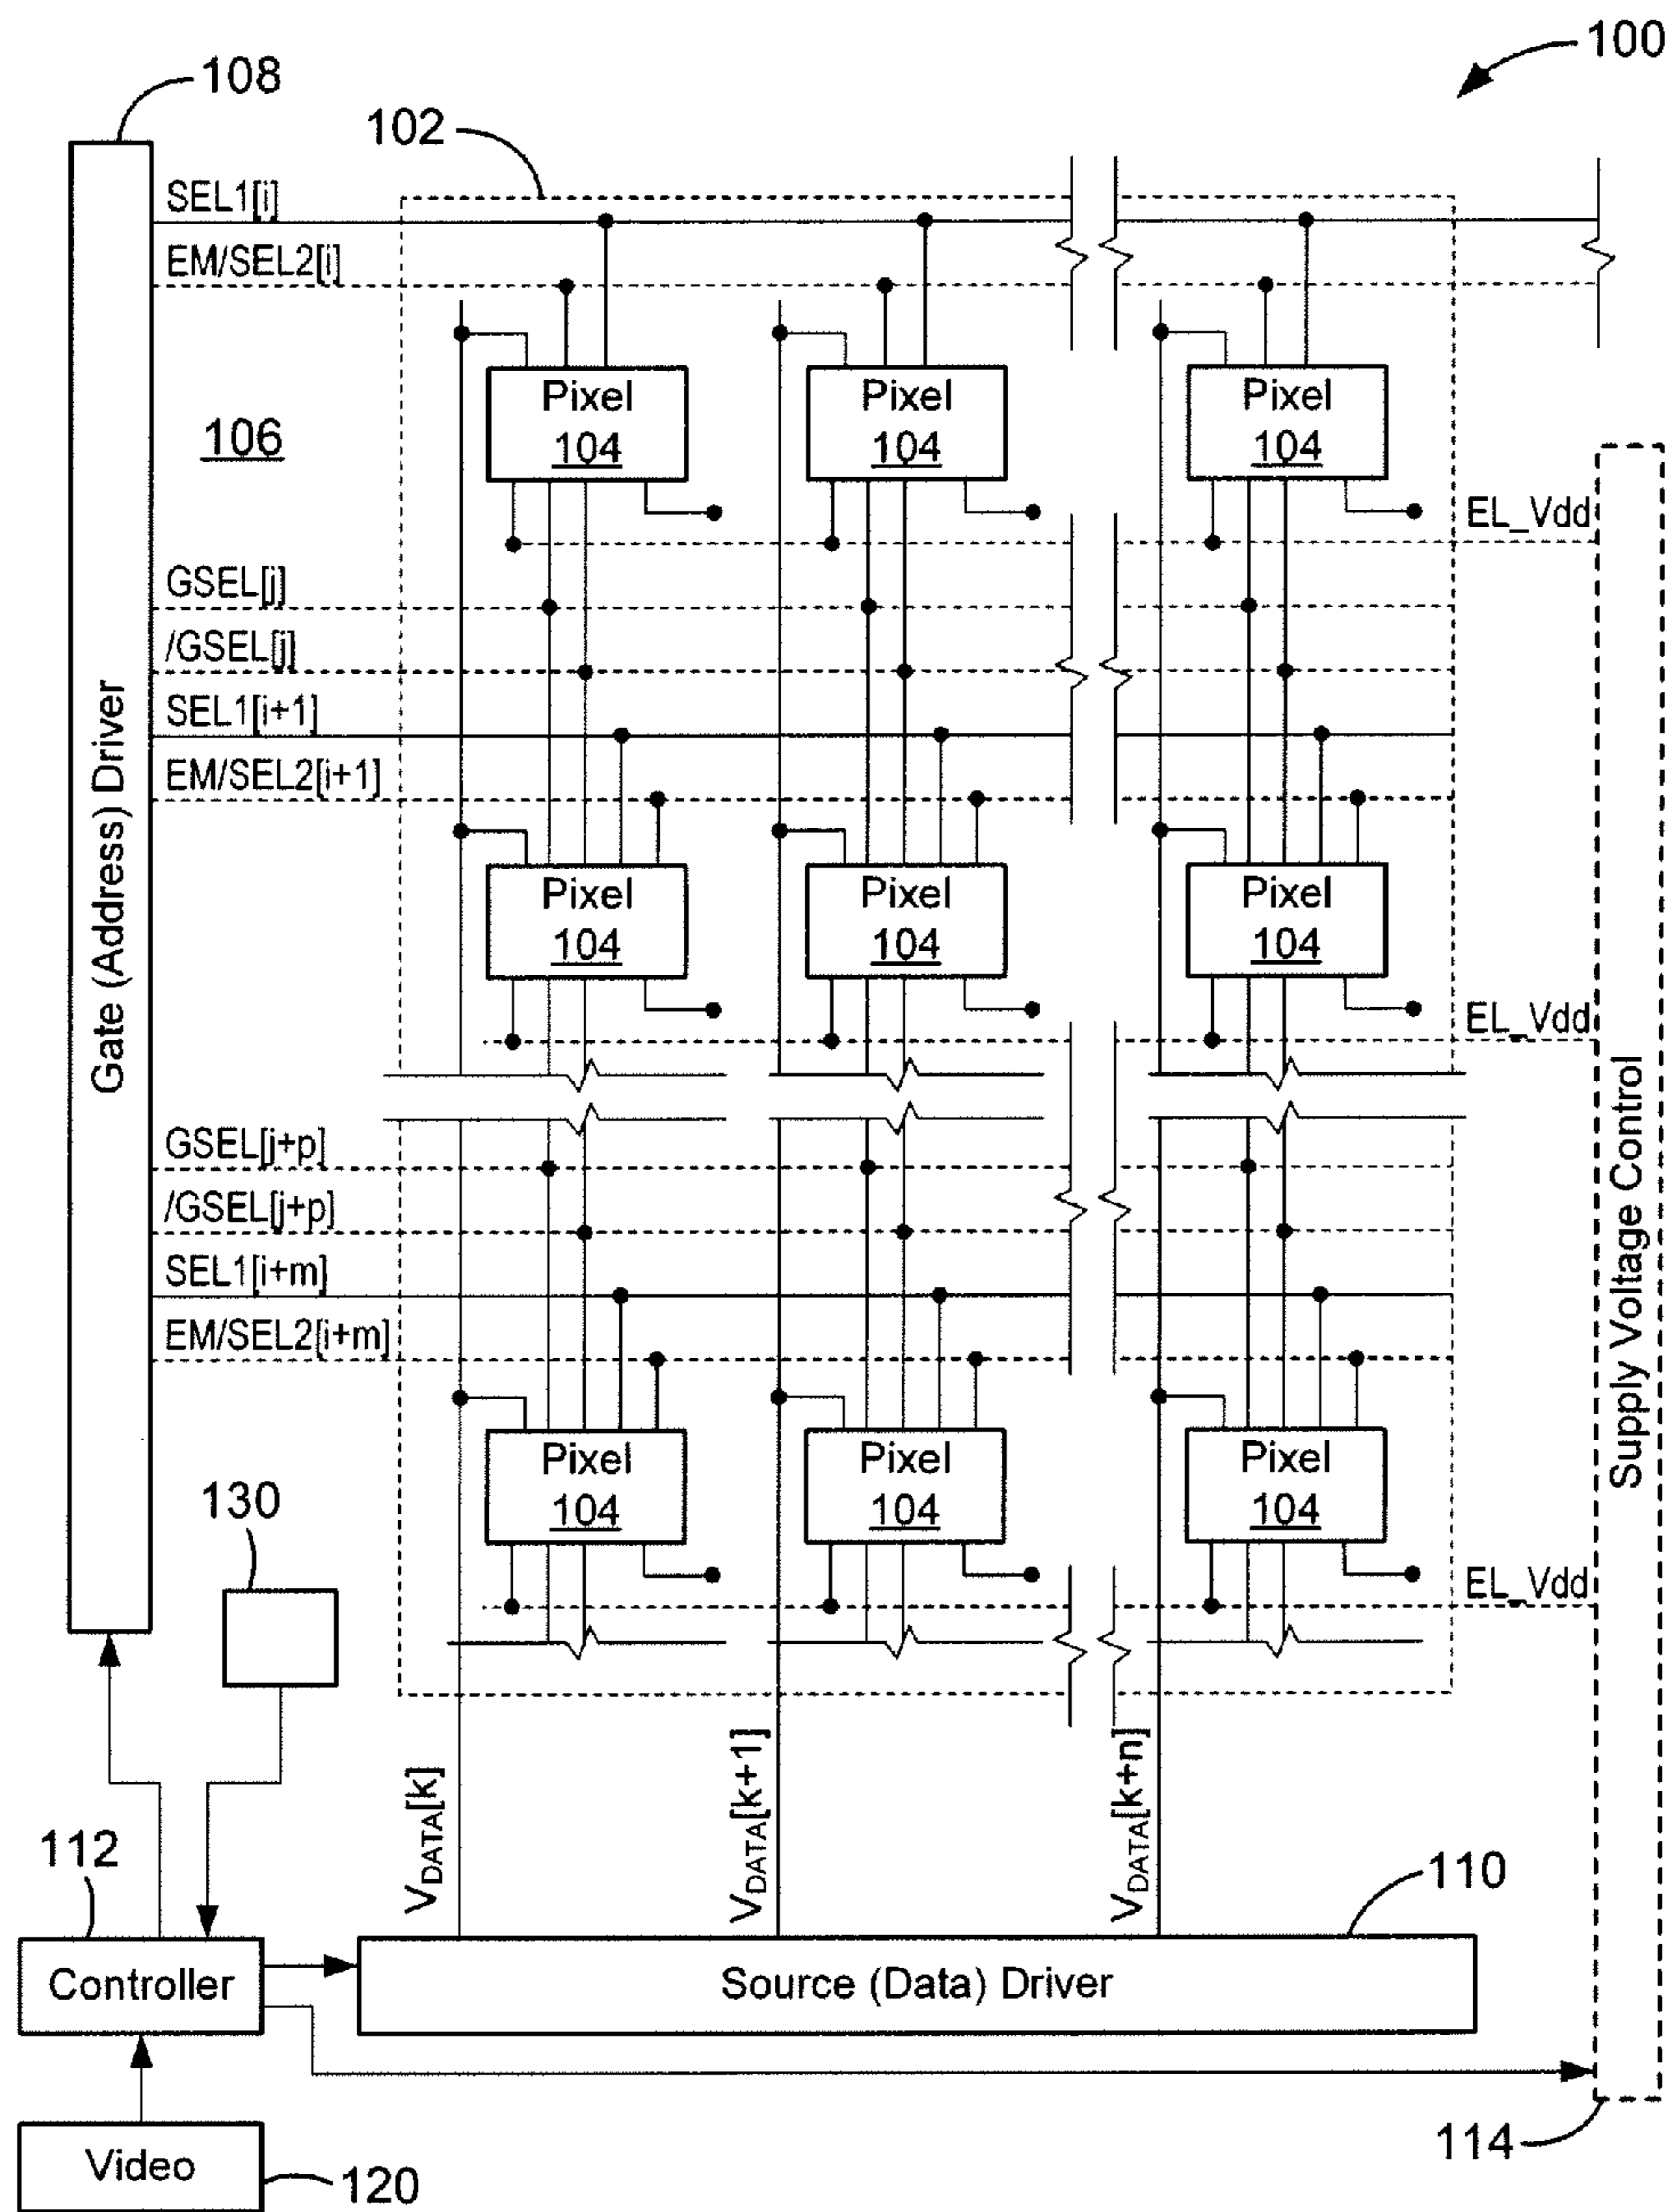 100
108
102
SEL1[i]
EM/SEL2[i]
Pixel
104
Pixel
104
Pixel
104
106
EL_Vdd
GSEL[j]
/GSEL[j]
SEL1[i+1]
EM/SEL2[i+1]
Gate (Address) Driver
Pixel
104
Pixel
104
Pixel
104
EL_Vdd
Supply Voltage Control
GSEL[j+p]
/GSEL[j+p]
SEL1[i+m]
EM/SEL2[i+m]
Pixel
104
Pixel
104
Pixel
104
130
EL_Vdd
VDATA[k]
VDATA[k+1]
VDATA[k+n]
112
110
Controller
Source (Data) Driver
114
Video
120